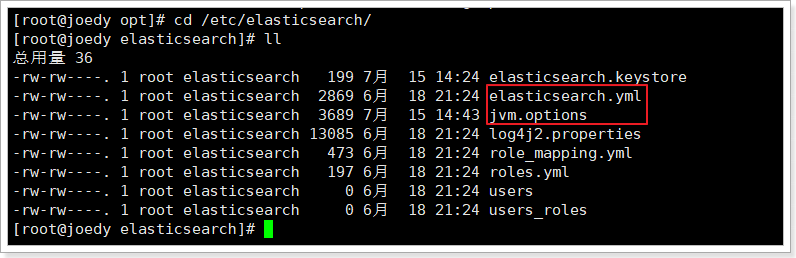 [root@joedy opt]# cd /etc/elasticsearch/
[root@joedy elasticsearch]# ll
总用量 36
-rw-rw----. 1 root elasticsearch   199 7月  15 14:24 elasticsearch.keystore
-rw-rw----. 1 root elasticsearch  2869 6月  18 21:24 elasticsearch.yml
-rw-rw----. 1 root elasticsearch  3689 7月  15 14:43 jvm.options
-rw-rw----. 1 root elasticsearch 13085 6月  18 21:24 log4j2.properties
-rw-rw----. 1 root elasticsearch   473 6月  18 21:24 role_mapping.yml
-rw-rw----. 1 root elasticsearch   197 6月  18 21:24 roles.yml
-rw-rw----. 1 root elasticsearch     0 6月  18 21:24 users
-rw-rw----. 1 root elasticsearch     0 6月  18 21:24 users_roles
[root@joedy elasticsearch]#